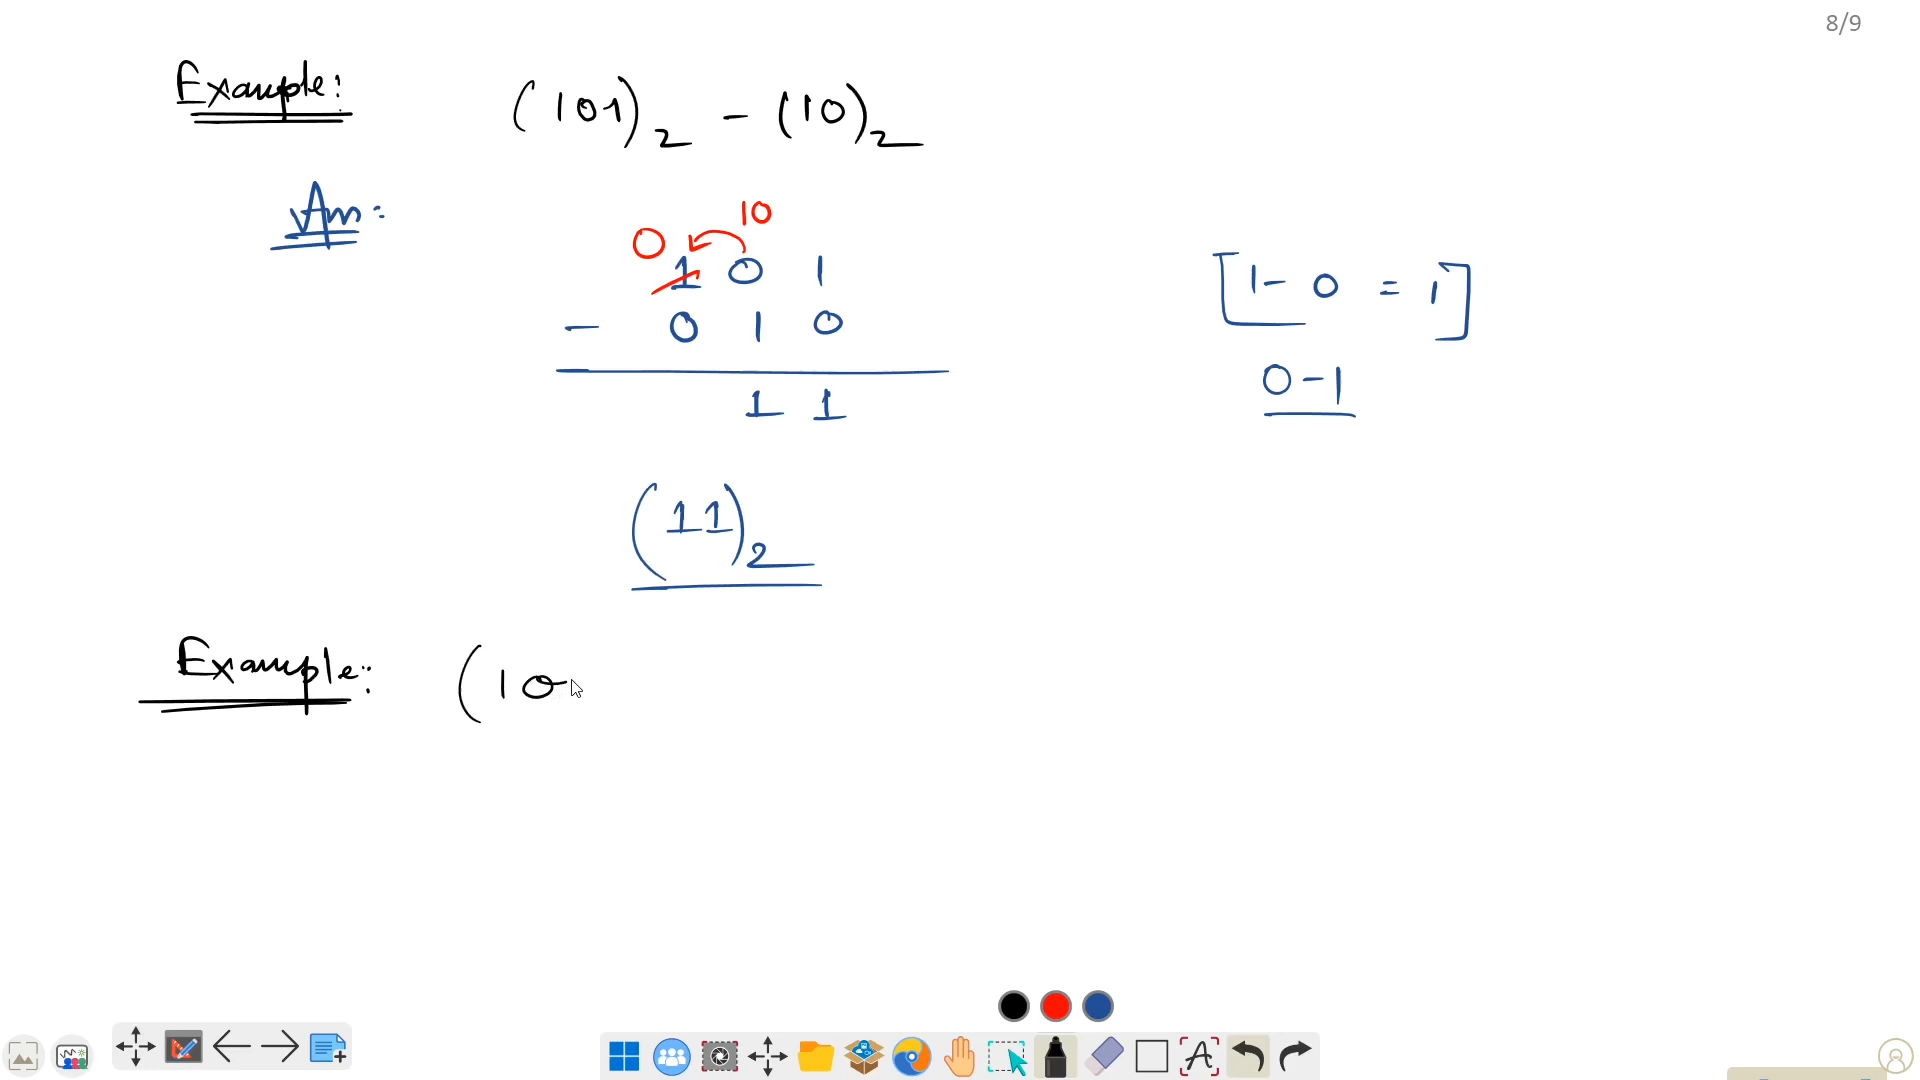 8/9
Example: (101)₂ - (10)₂
Ans:
10
0
1 0 1
- 0 1 0
1 1
[1 - 0 = 1]
0 - 1
(11)₂
Example: (10